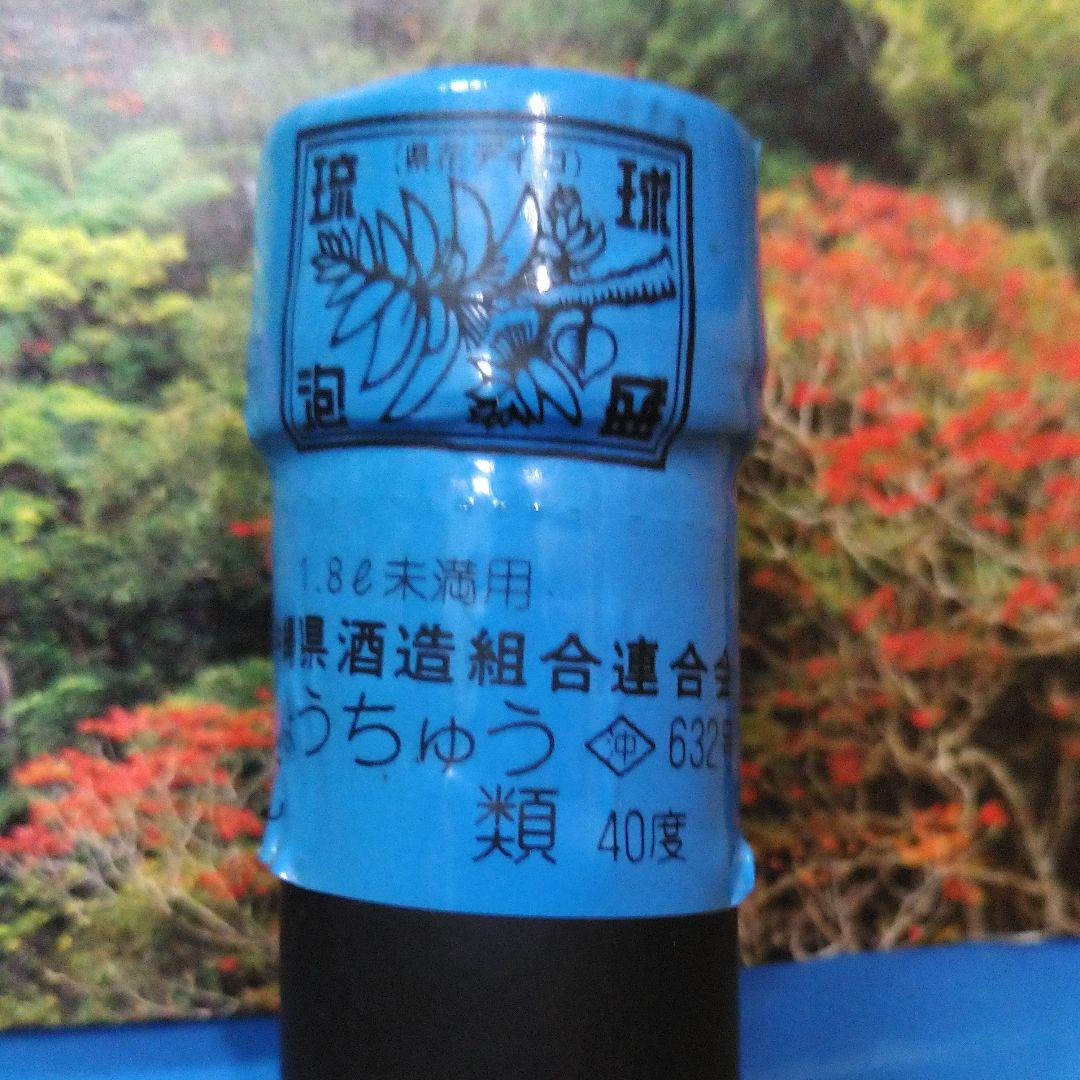 (県花デイゴ)
琉球
泡盛
1.8ℓ未満用
縄県酒造組合連合会
ょうちゅう 沖 632
類 40度